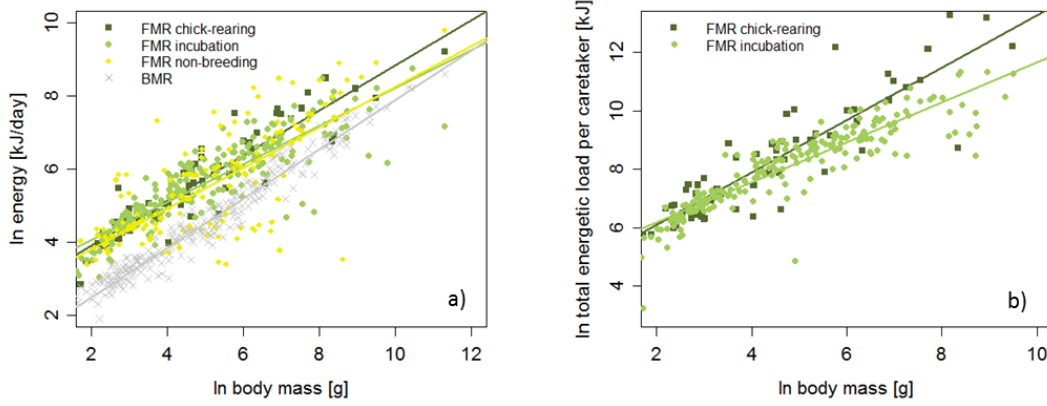 ln energy [kJ/day]
10
8
6
4
2
FMR chick-rearing
FMR incubation
FMR non-breeding
BMR
a)
2 4 6 8 10 12
ln body mass [g]
ln total energetic load per caretaker [kJ]
12
10
8
6
4
FMR chick-rearing
FMR incubation
b)
2 4 6 8 10
ln body mass [g]